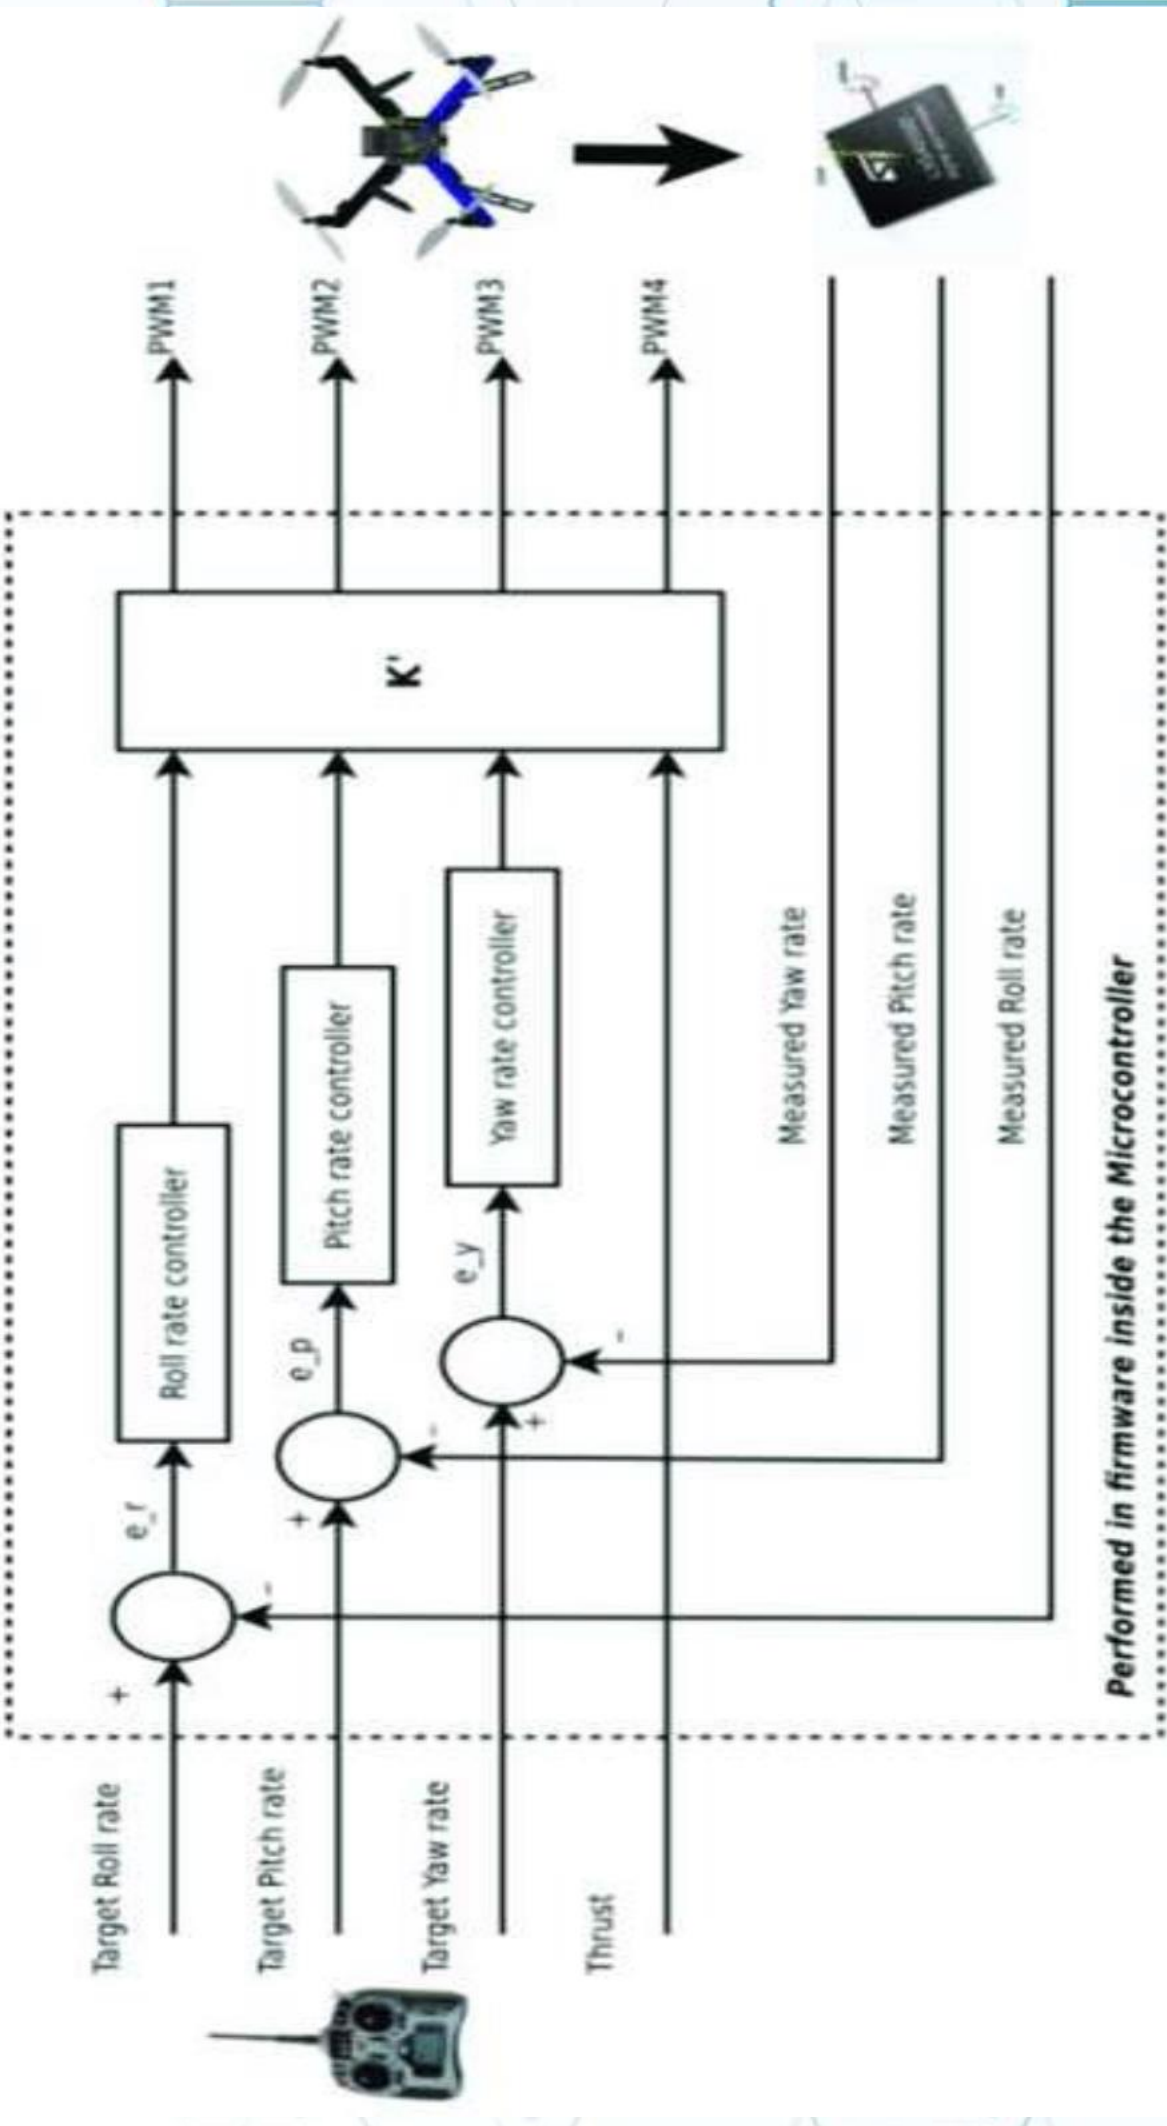 Target Roll rate
+
-
e_r
Roll rate controller
PWM1
Target Pitch rate
+
-
e_p
Pitch rate controller
PWM2
Target Yaw rate
+
-
e_y
Yaw rate controller
PWM3
Thrust
K'
PWM4
Measured Yaw rate
Measured Pitch rate
Measured Roll rate
Performed in firmware inside the Microcontroller